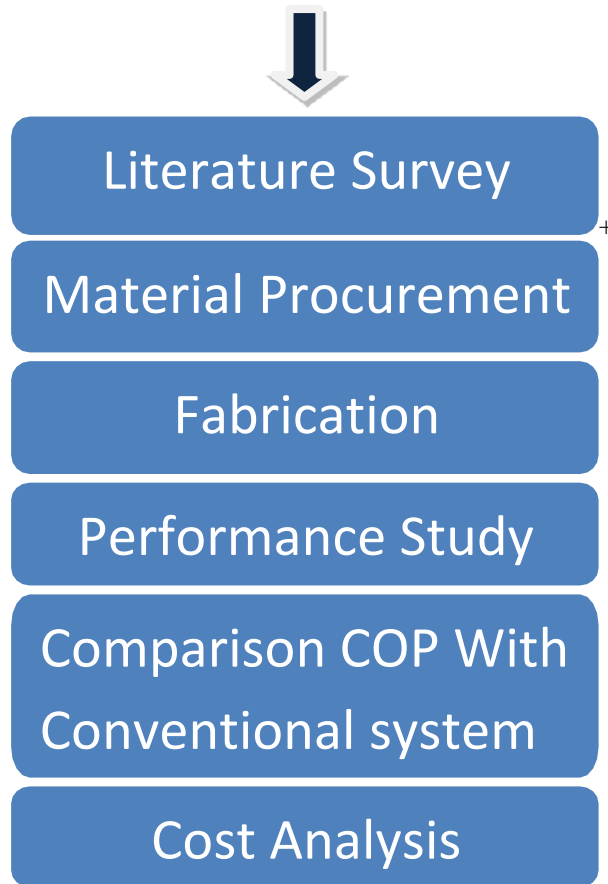 Literature Survey
+
Material Procurement
Fabrication
Performance Study
Comparison COP With
Conventional system
Cost Analysis